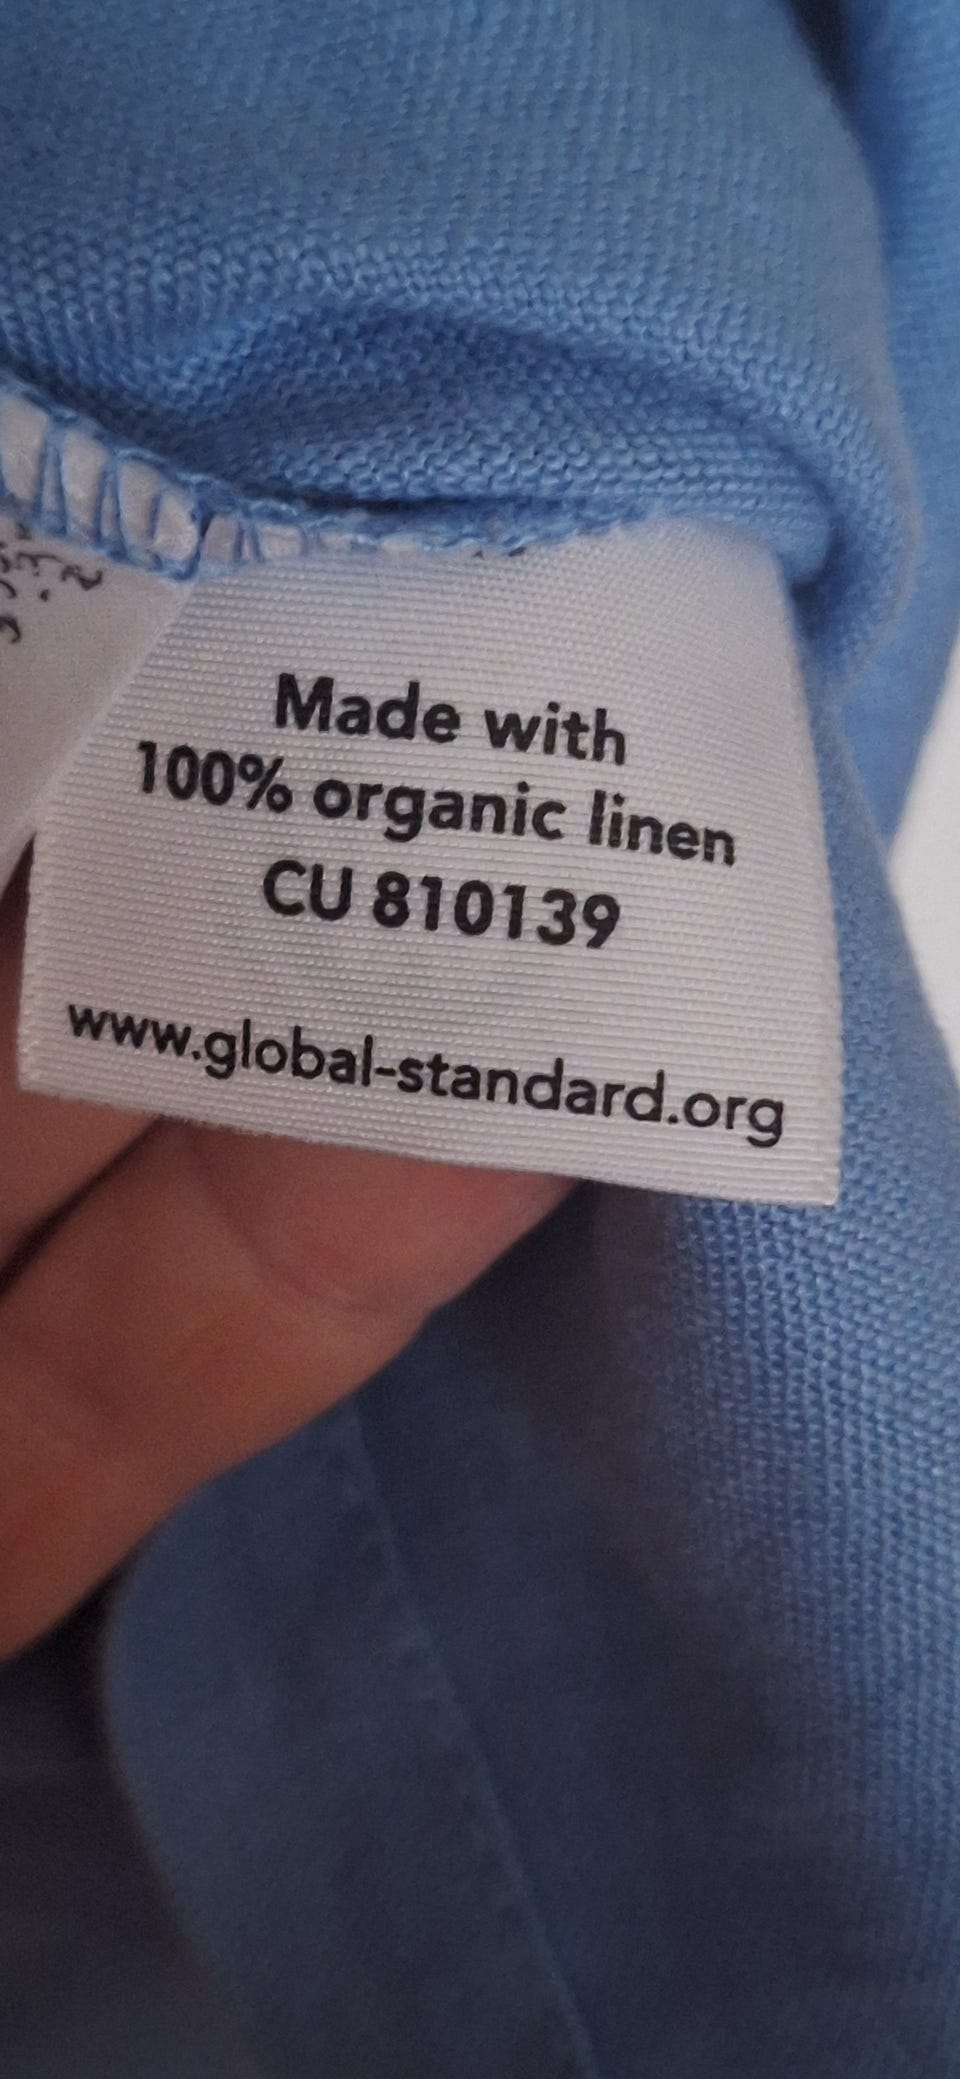 Made with
100% organic linen
CU 810139
www.global-standard.org